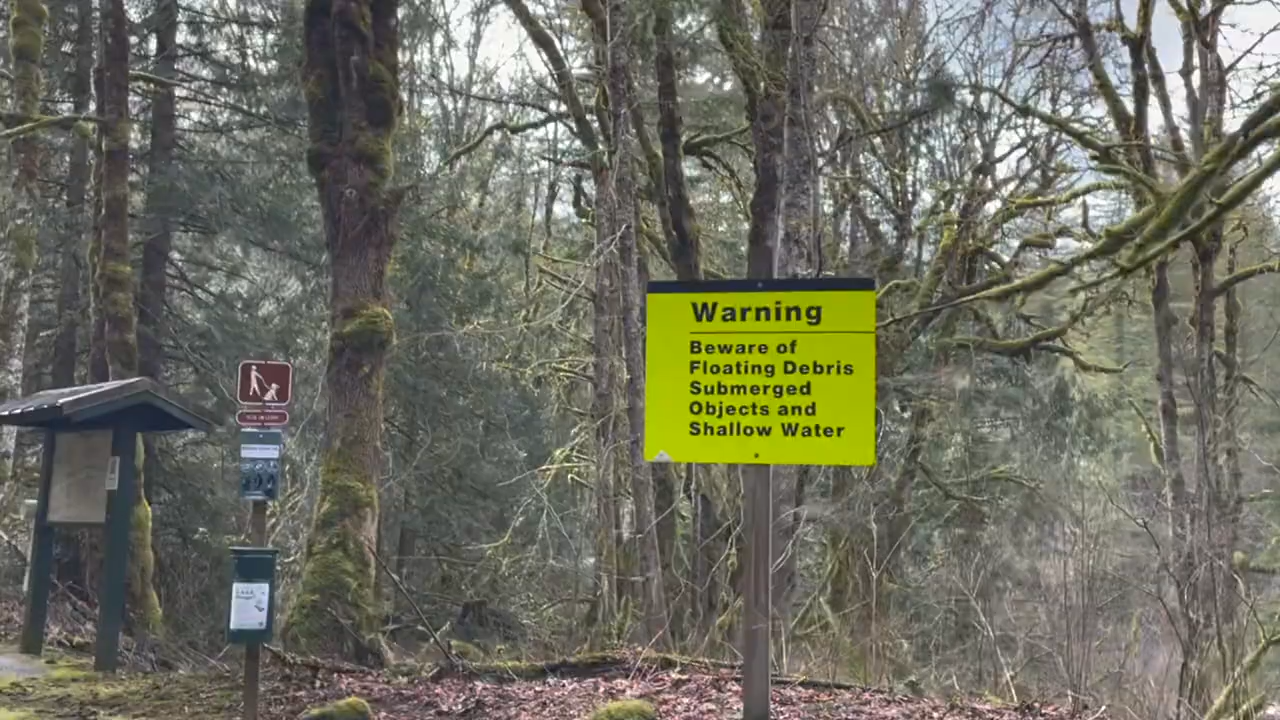 Warning
Beware of
Floating Debris
Submerged
Objects and
Shallow Water